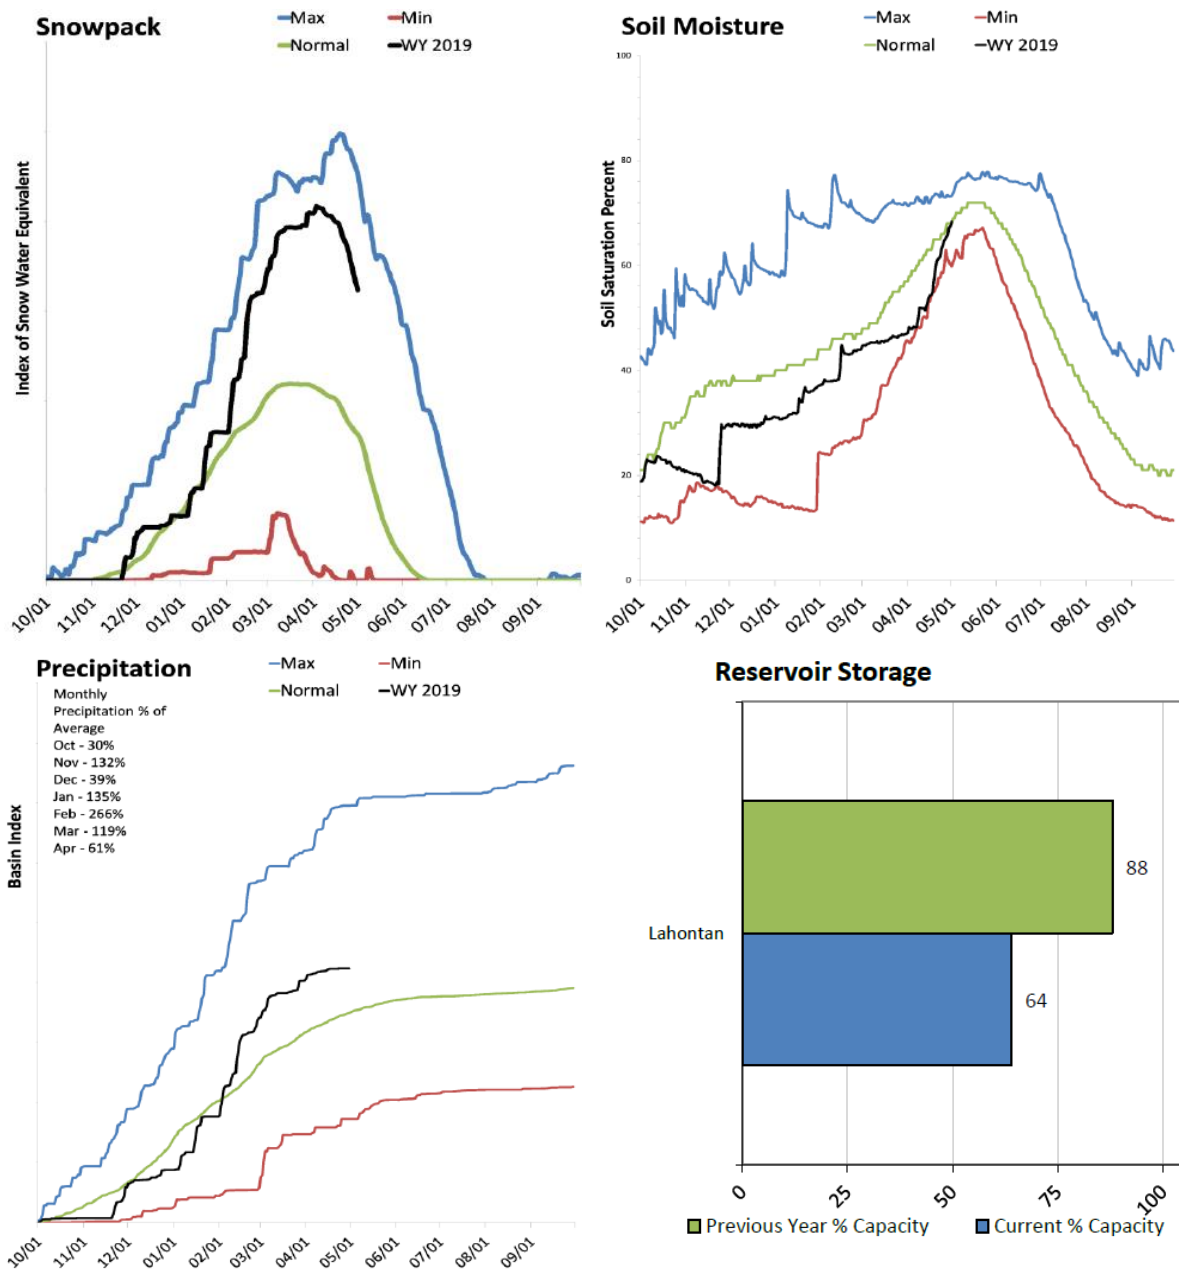 Snowpack
Max
Min
Normal
WY 2019
Index of Snow Water Equivalent
10/01
11/01
12/01
01/01
02/01
03/01
04/01
05/01
06/01
07/01
08/01
09/01
Soil Moisture
Max
Min
Normal
WY 2019
Soil Saturation Percent
100
80
60
40
20
0
10/01
11/01
12/01
01/01
02/01
03/01
04/01
05/01
06/01
07/01
08/01
09/01
Precipitation
Max
Min
Normal
WY 2019
Monthly
Precipitation % of
Average
Oct - 30%
Nov - 132%
Dec - 39%
Jan - 135%
Feb - 266%
Mar - 119%
Apr - 61%
Basin Index
10/01
11/01
12/01
01/01
02/01
03/01
04/01
05/01
06/01
07/01
08/01
09/01
Reservoir Storage
88
Lahontan
64
0
25
50
75
100
Previous Year % Capacity
Current % Capacity